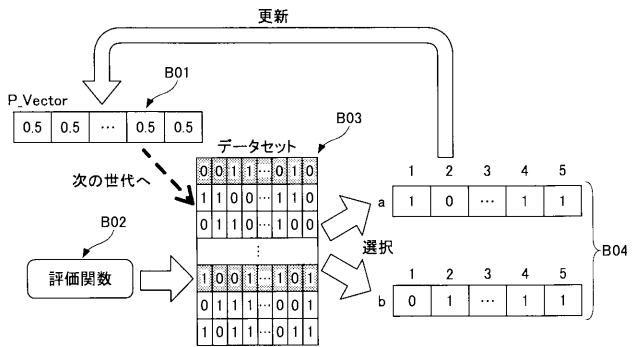 更新
B01
P_Vector
0.5 0.5 … 0.5 0.5
B03
データセット
次の世代へ
0 0 1 1 … 0 1 0
1 1 0 0 … 1 1 0
0 1 1 0 … 1 0 0
⋮
1 0 0 1 … 1 0 1
0 1 1 1 … 0 0 1
1 0 1 1 … 0 1 1
B02
評価関数
選択
1 2 3 4 5
a 1 0 … 1 1
1 2 3 4 5
b 0 1 … 1 1
B04